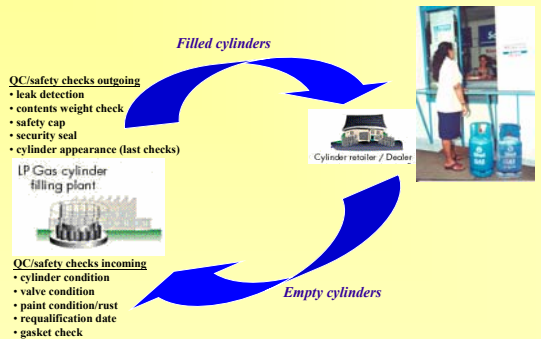 Filled cylinders
QC/safety checks outgoing
• leak detection
• contents weight check
• safety cap
• security seal
• cylinder appearance (last checks)
LP Gas cylinder
filling plant
Cylinder retailer / Dealer
QC/safety checks incoming
• cylinder condition
• valve condition
• paint condition/rust
• requalification date
• gasket check
Empty cylinders